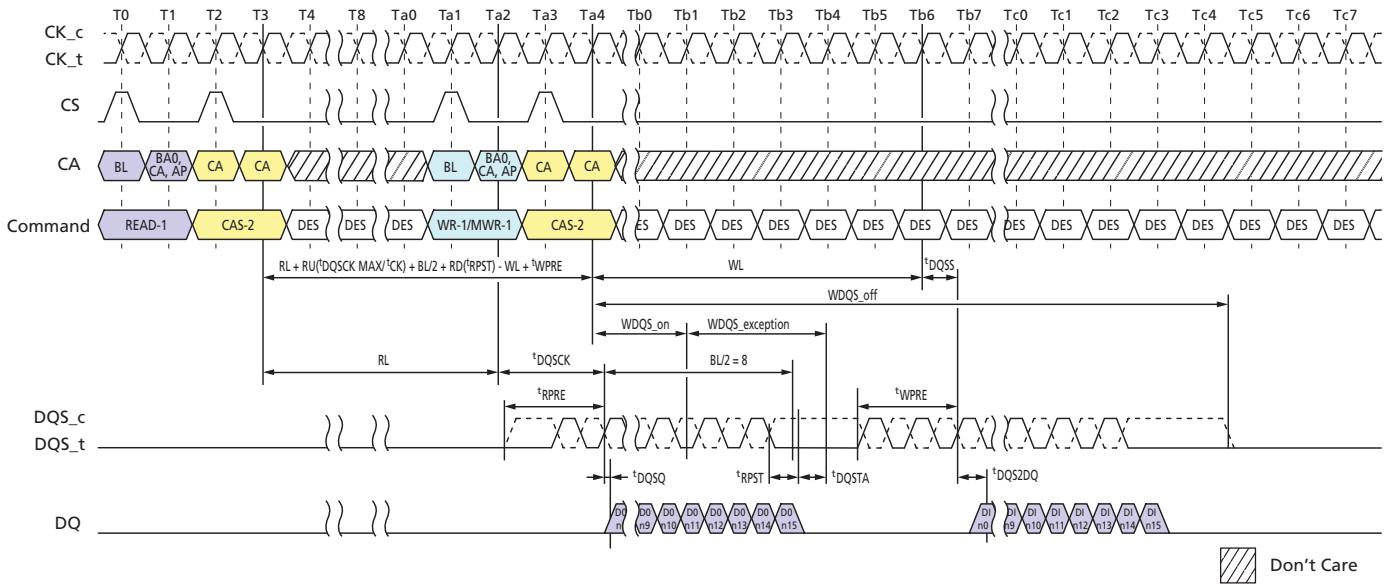 T0 T1 T2 T3 T4 T8 Ta0 Ta1 Ta2 Ta3 Ta4 Tb0 Tb1 Tb2 Tb3 Tb4 Tb5 Tb6 Tb7 Tc0 Tc1 Tc2 Tc3 Tc4 Tc5 Tc6 Tc7
CK_c
CK_t
CS
CA BL BA0, CA, AP CA CA BL BA0, CA, AP CA CA
Command READ-1 CAS-2 DES DES DES WR-1/MWR-1 CAS-2 DES DES DES DES DES DES DES DES DES DES DES DES DES DES DES DES
RL + RU(tDQSCK MAX/tCK) + BL/2 + RD(tRPST) - WL + tWPRE WL tDQSS
WDQS_off
WDQS_on WDQS_exception
RL tDQSCK BL/2 = 8
tRPRE tWPRE
DQS_c
DQS_t
tDQSQ tRPST tDQSTA tDQS2DQ
DQ D0 n D0 n9 D0 n10 D0 n11 D0 n12 D0 n13 D0 n14 D0 n15 DI n0 DI n9 DI n10 DI n11 DI n12 DI n13 DI n14 DI n15
Don't Care